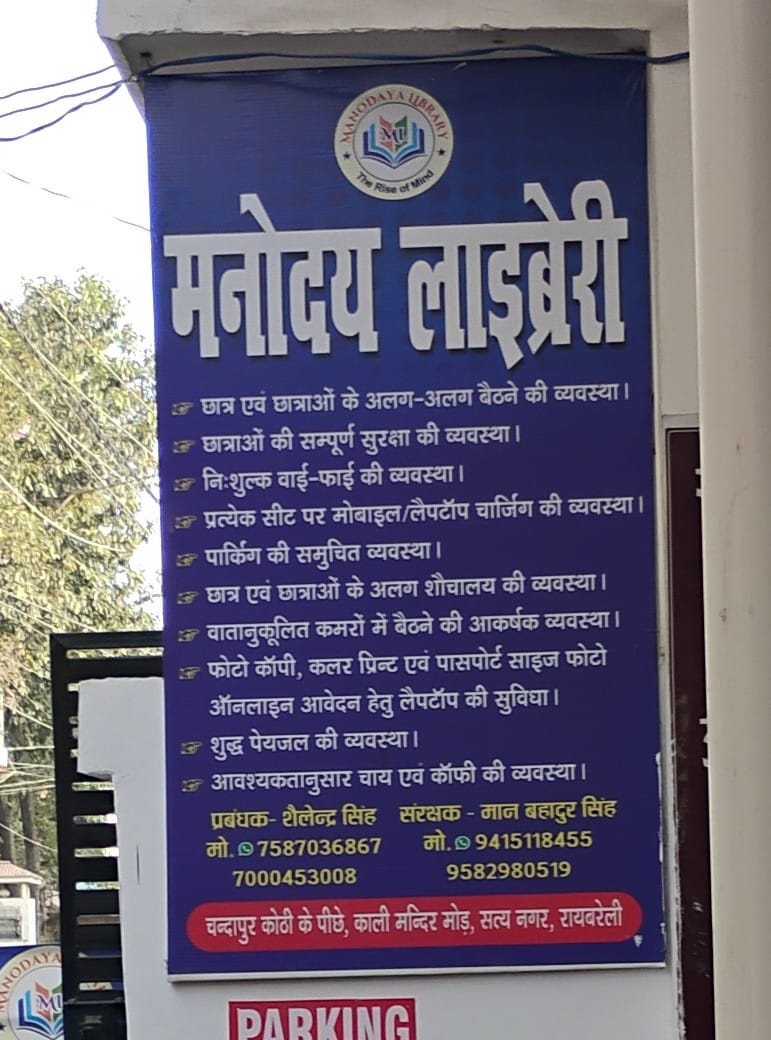 MANODAYA LIBRARY
ML
The Rise of Mind
मनोदय लाइब्रेरी
छात्र एवं छात्राओं के अलग-अलग बैठने की व्यवस्था।
छात्राओं की सम्पूर्ण सुरक्षा की व्यवस्था।
निःशुल्क वाई-फाई की व्यवस्था।
प्रत्येक सीट पर मोबाइल/लैपटॉप चार्जिंग की व्यवस्था।
पार्किंग की समुचित व्यवस्था।
छात्र एवं छात्राओं के अलग शौचालय की व्यवस्था।
वातानुकूलित कमरों में बैठने की आकर्षक व्यवस्था।
फोटो कॉपी, कलर प्रिन्ट एवं पासपोर्ट साइज फोटो
ऑनलाइन आवेदन हेतु लैपटॉप की सुविधा।
शुद्ध पेयजल की व्यवस्था।
आवश्यकतानुसार चाय एवं कॉफी की व्यवस्था।
प्रबंधक- शैलेन्द्र सिंह संरक्षक - मान बहादुर सिंह
मो. 7587036867 मो. 9415118455
7000453008 9582980519
चन्दापुर कोठी के पीछे, काली मन्दिर मोड़, सत्य नगर, रायबरेली
MANODAYA
ML
PARKING